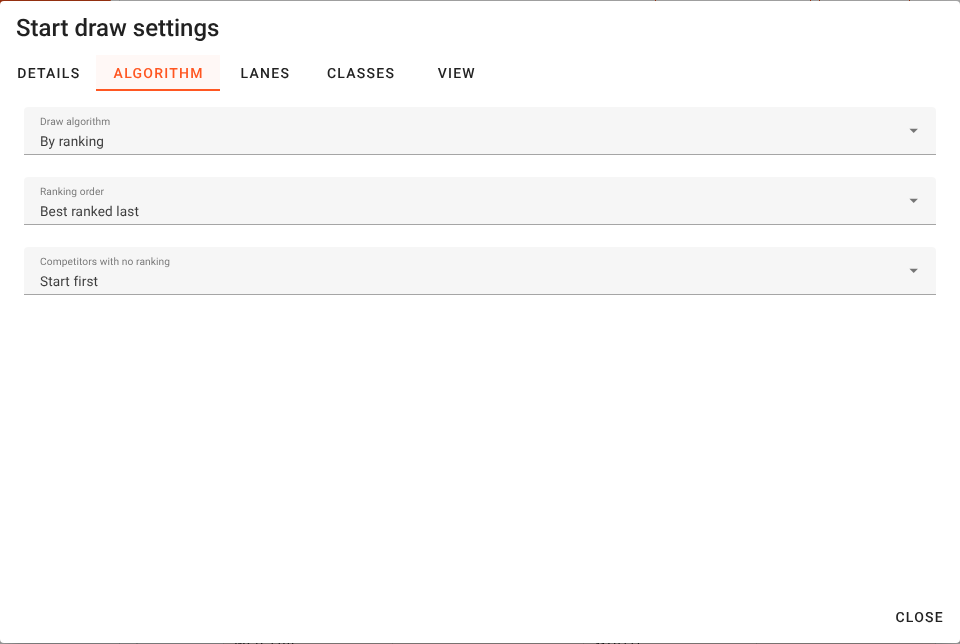 Start draw settings
DETAILS ALGORITHM LANES CLASSES VIEW
Draw algorithm
By ranking
Ranking order
Best ranked last
Competitors with no ranking
Start first
CLOSE